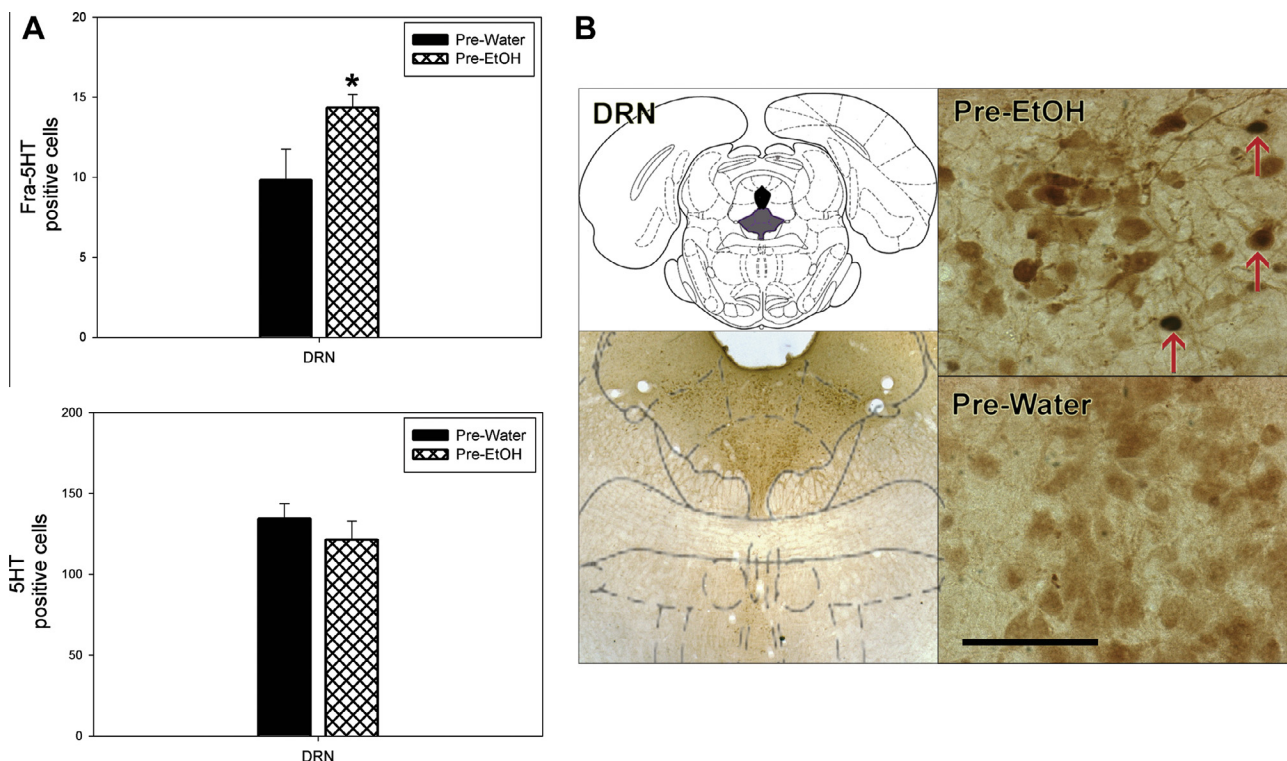 A
20
15
10
5
0
Fra-5HT
positive cells
Pre-Water
Pre-EtOH
*
DRN
200
150
100
50
0
5HT
positive cells
Pre-Water
Pre-EtOH
DRN
B
DRN
Pre-EtOH
Pre-Water